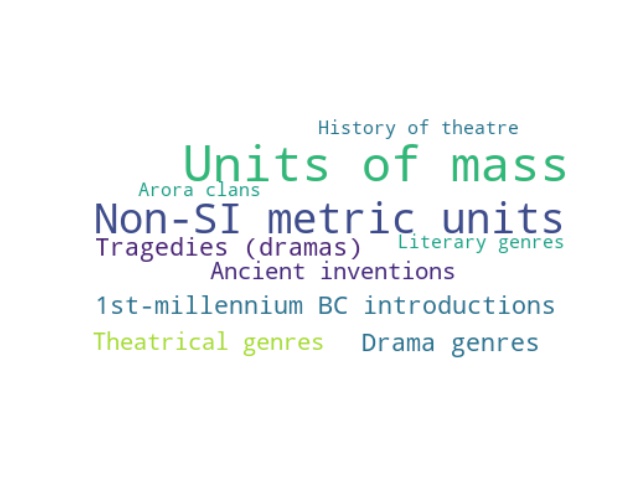 History of theatre
Units of mass
Arora clans
Non-SI metric units
Tragedies (dramas)
Literary genres
Ancient inventions
1st-millennium BC introductions
Theatrical genres
Drama genres